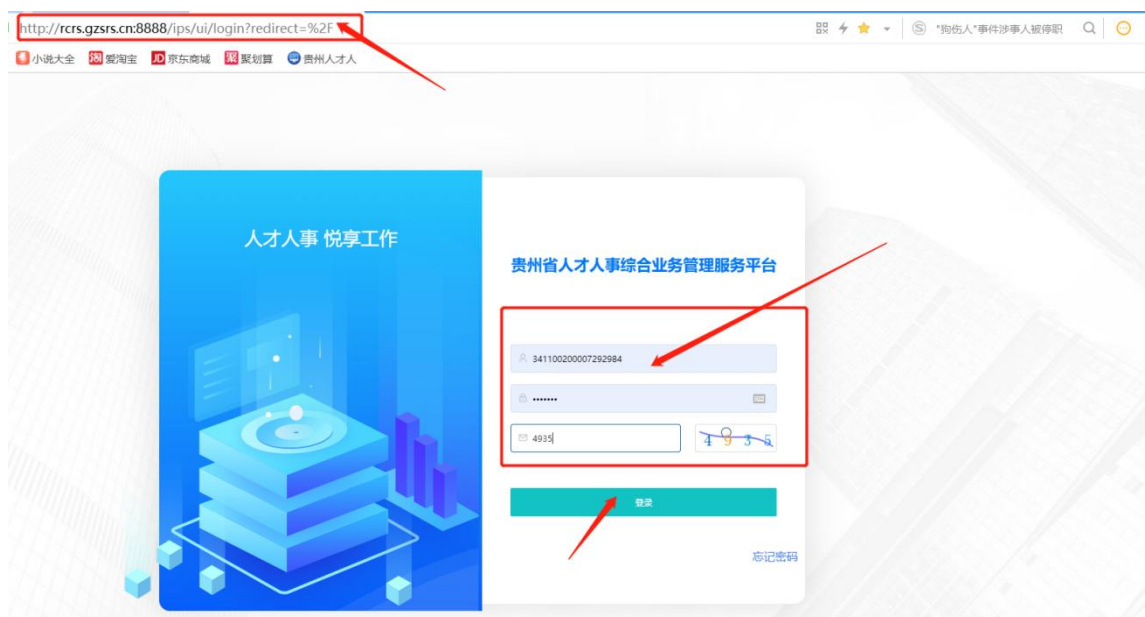 http://rcrs.gzsrs.cn:8888/ips/ui/login?redirect=%2F
"狗伤人"事件涉事人被停职
小说大全 淘 爱淘宝 JD 京东商城 聚 聚划算 贵州人才人
人才人事 悦享工作
贵州省人才人事综合业务管理服务平台
341100200007292984
•••••••
4935 4935
登录
忘记密码